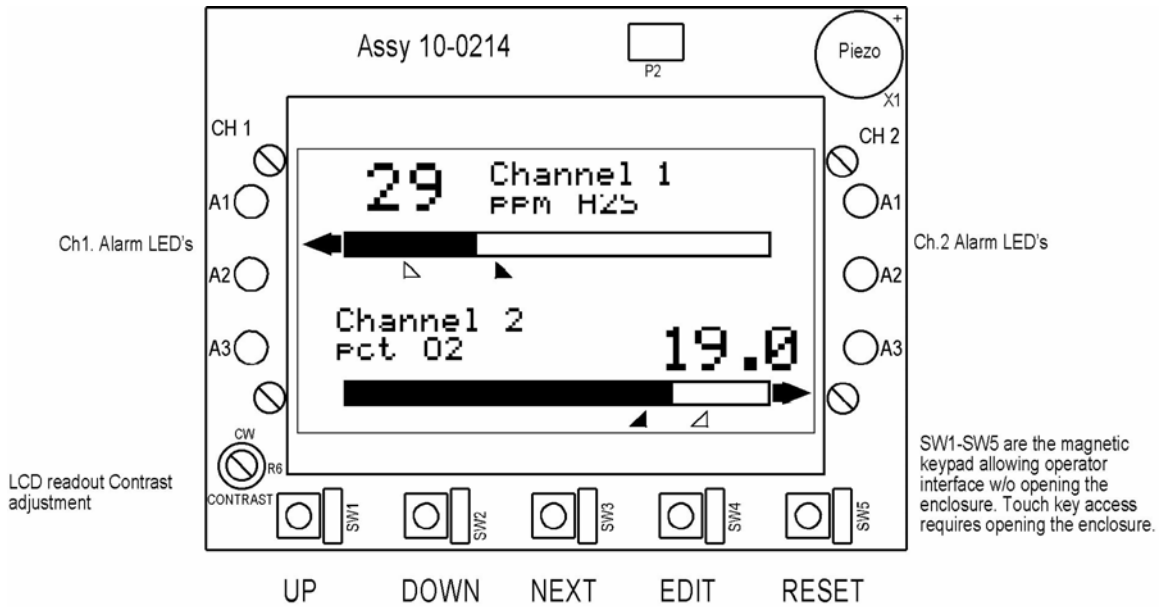 Assy 10-0214
P2
Piezo
+
X1
CH 1
CH 2
29
Channel 1
ppm H2S
A1
A1
Ch1. Alarm LED's
Ch.2 Alarm LED's
A2
A2
Channel 2
pct O2
19.0
A3
A3
CW
R6
CONTRAST
LCD readout Contrast
adjustment
SW1-SW5 are the magnetic
keypad allowing operator
interface w/o opening the
enclosure. Touch key access
requires opening the enclosure.
SW1
SW2
SW3
SW4
SW5
UP
DOWN
NEXT
EDIT
RESET